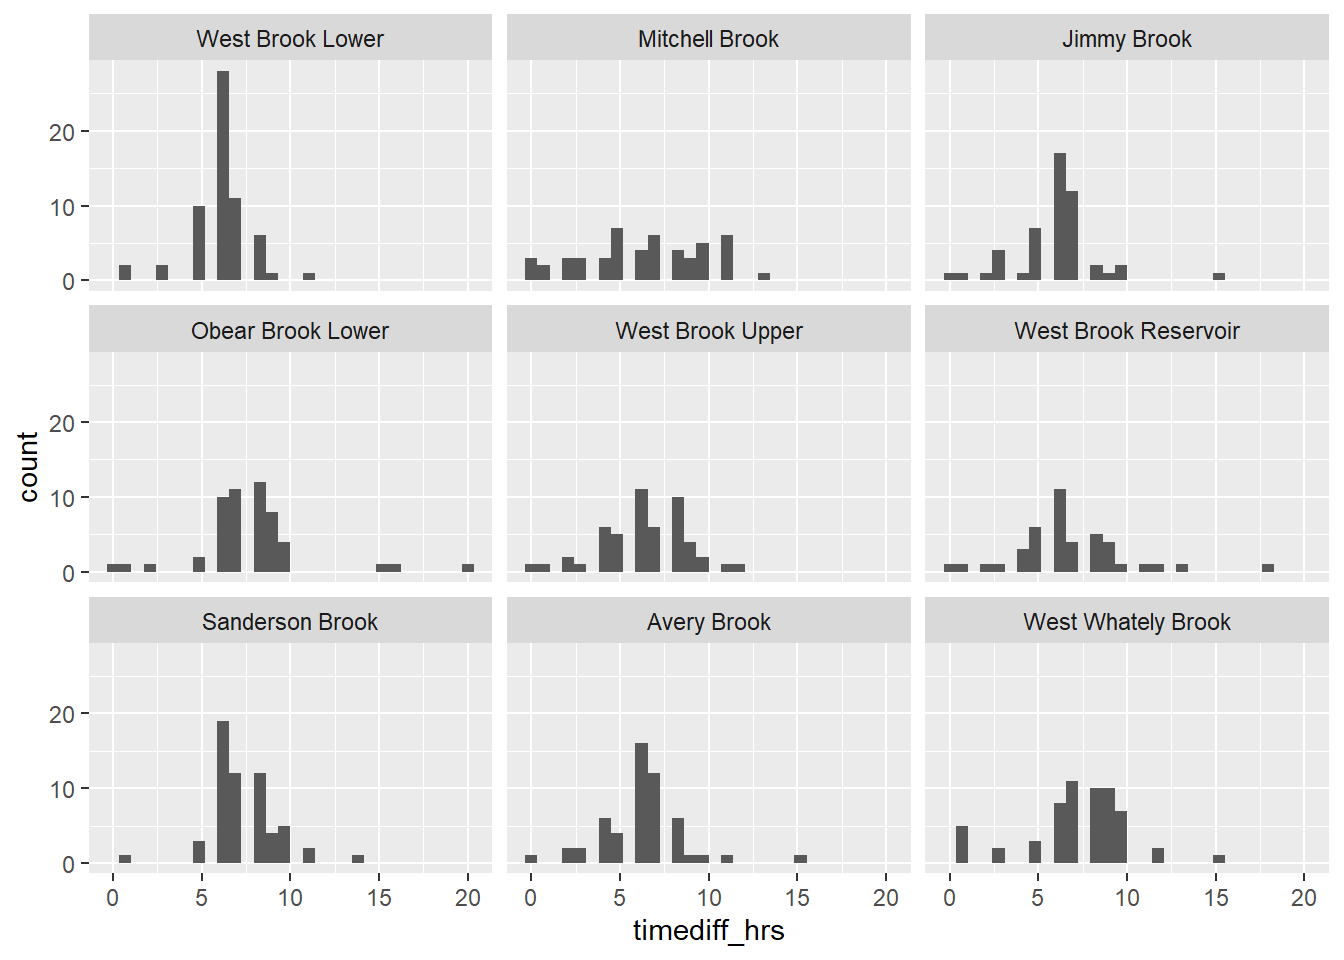 West Brook Lower
Mitchell Brook
Jimmy Brook
20
10
0
Obear Brook Lower
West Brook Upper
West Brook Reservoir
count
20
10
0
Sanderson Brook
Avery Brook
West Whately Brook
20
10
0
0 5 10 15 20
0 5 10 15 20
0 5 10 15 20
timediff_hrs